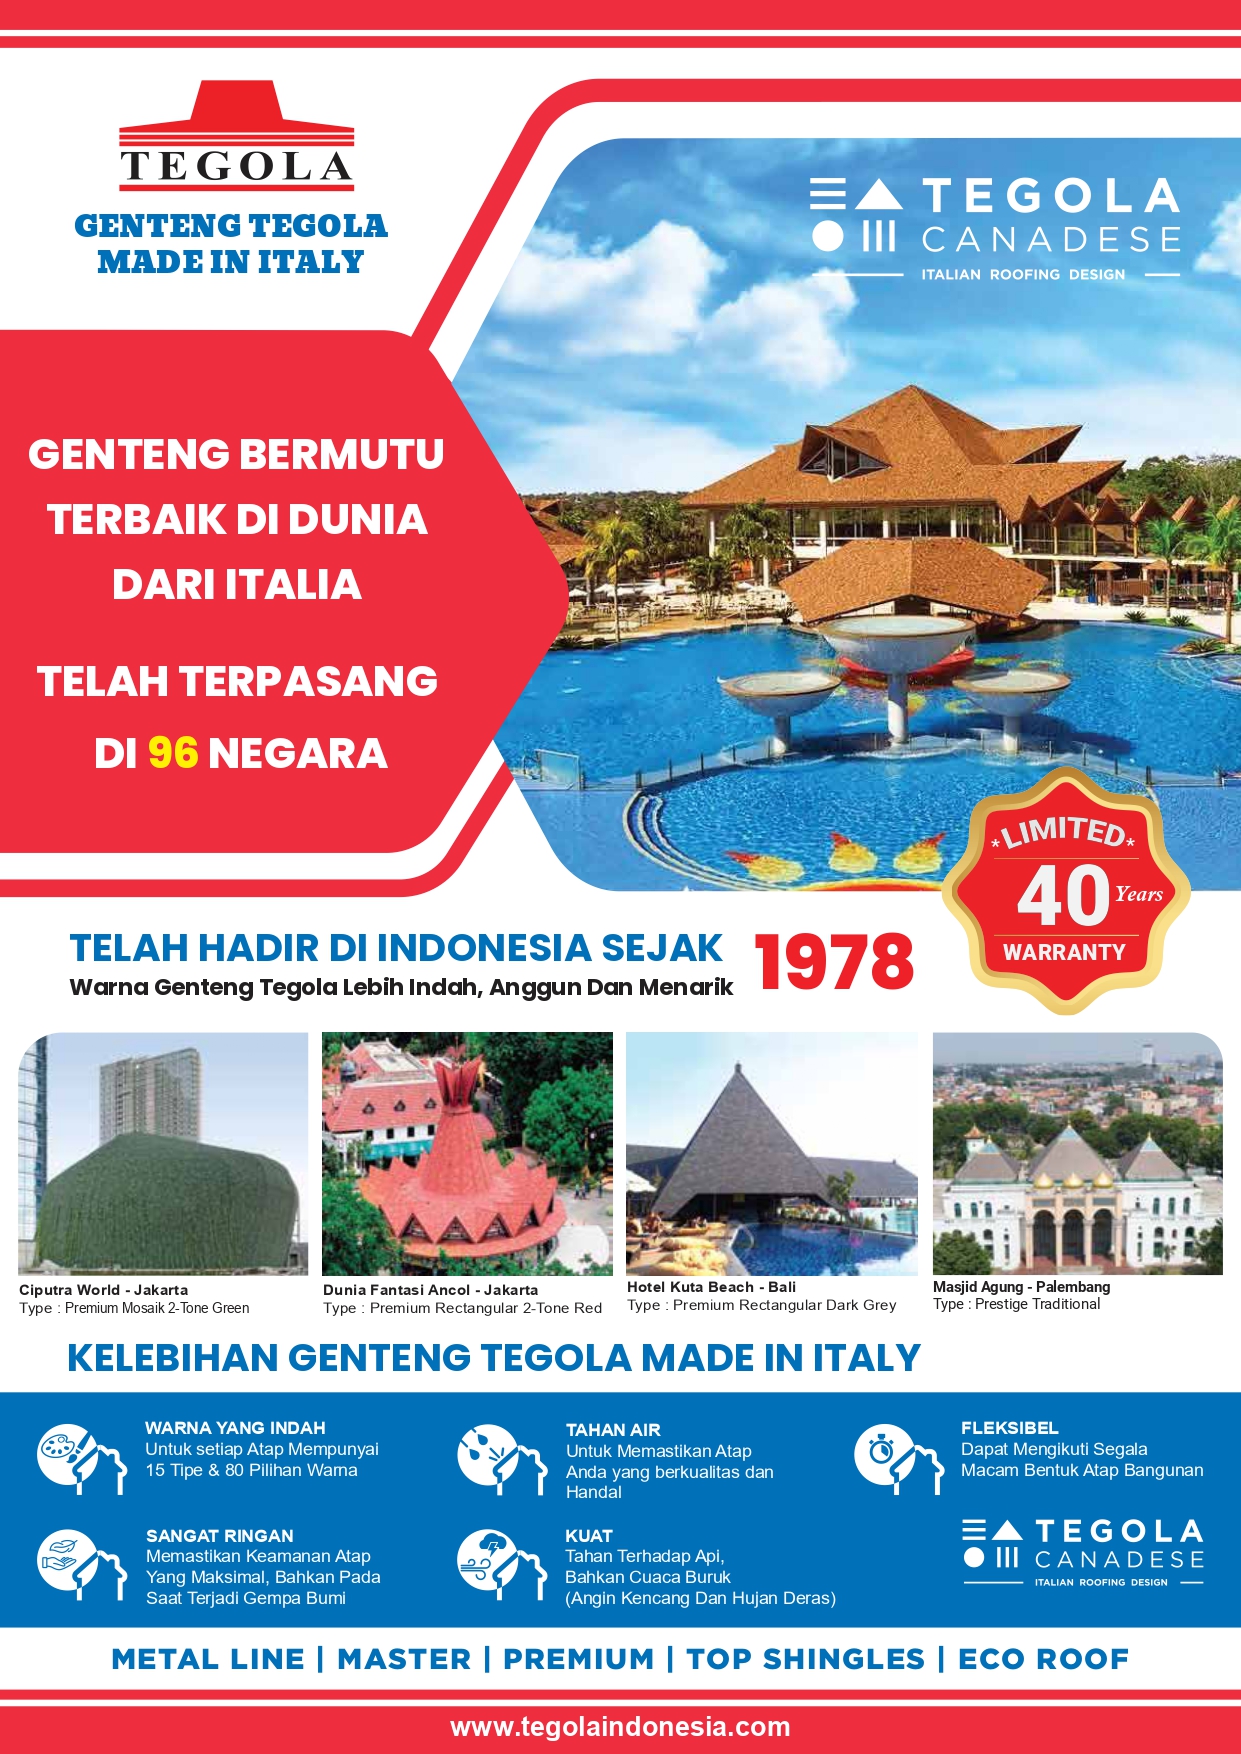 TEGOLA
GENTENG TEGOLA
MADE IN ITALY
TEGOLA
CANADESE
ITALIAN ROOFING DESIGN
GENTENG BERMUTU
TERBAIK DI DUNIA
DARI ITALIA
TELAH TERPASANG
DI 96 NEGARA
*LIMITED*
40 Years
WARRANTY
TELAH HADIR DI INDONESIA SEJAK 1978
Warna Genteng Tegola Lebih Indah, Anggun Dan Menarik
Ciputra World - Jakarta
Type : Premium Mosaik 2-Tone Green
Dunia Fantasi Ancol - Jakarta
Type : Premium Rectangular 2-Tone Red
Hotel Kuta Beach - Bali
Type : Premium Rectangular Dark Grey
Masjid Agung - Palembang
Type : Prestige Traditional
KELEBIHAN GENTENG TEGOLA MADE IN ITALY
WARNA YANG INDAH
Untuk setiap Atap Mempunyai
15 Tipe & 80 Pilihan Warna
TAHAN AIR
Untuk Memastikan Atap
Anda yang berkualitas dan
Handal
FLEKSIBEL
Dapat Mengikuti Segala
Macam Bentuk Atap Bangunan
SANGAT RINGAN
Memastikan Keamanan Atap
Yang Maksimal, Bahkan Pada
Saat Terjadi Gempa Bumi
KUAT
Tahan Terhadap Api,
Bahkan Cuaca Buruk
(Angin Kencang Dan Hujan Deras)
TEGOLA
CANADESE
ITALIAN ROOFING DESIGN
METAL LINE | MASTER | PREMIUM | TOP SHINGLES | ECO ROOF
www.tegolaindonesia.com